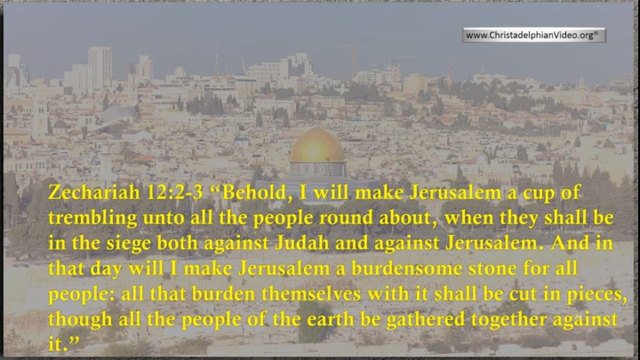 www.ChristadelphianVideo.org®
Zechariah 12:2-3 “Behold, I will make Jerusalem a cup of
trembling unto all the people round about, when they shall be
in the siege both against Judah and against Jerusalem. And in
that day will I make Jerusalem a burdensome stone for all
people: all that burden themselves with it shall be cut in pieces,
though all the people of the earth be gathered together against
it.”